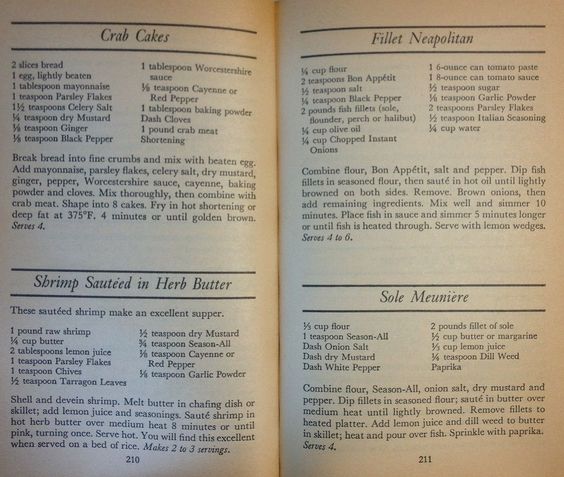 Crab Cakes
2 slices bread
1 egg, lightly beaten
1 tablespoon mayonnaise
1 teaspoon Parsley Flakes
1½ teaspoons Celery Salt
¼ teaspoon dry Mustard
⅛ teaspoon Ginger
⅛ teaspoon Black Pepper
1 tablespoon Worcestershire
sauce
⅛ teaspoon Cayenne or
Red Pepper
1 tablespoon baking powder
Dash Cloves
1 pound crab meat
Shortening
Break bread into fine crumbs and mix with beaten egg.
Add mayonnaise, parsley flakes, celery salt, dry mustard,
ginger, pepper, Worcestershire sauce, cayenne, baking
powder and cloves. Mix thoroughly, then combine with
crab meat. Shape into 8 cakes. Fry in hot shortening or
deep fat at 375°F. 4 minutes or until golden brown.
Serves 4.
Shrimp Sautéed in Herb Butter
These sautéed shrimp make an excellent supper.
1 pound raw shrimp
¼ cup butter
2 tablespoons lemon juice
1 teaspoon Parsley Flakes
1 teaspoon Chives
½ teaspoon Tarragon Leaves
½ teaspoon dry Mustard
¾ teaspoon Season-All
⅛ teaspoon Cayenne or
Red Pepper
⅛ teaspoon Garlic Powder
Shell and devein shrimp. Melt butter in chafing dish or
skillet; add lemon juice and seasonings. Sauté shrimp in
hot herb butter over medium heat 8 minutes or until
pink, turning once. Serve hot. You will find this excellent
when served on a bed of rice. Makes 2 to 3 servings.
210
Fillet Neapolitan
¼ cup flour
2 teaspoons Bon Appétit
½ teaspoon salt
¼ teaspoon Black Pepper
2 pounds fish fillets (sole,
flounder, perch or halibut)
¼ cup olive oil
¼ cup Chopped Instant
Onions
1 6-ounce can tomato paste
1 8-ounce can tomato sauce
½ teaspoon sugar
⅛ teaspoon Garlic Powder
2 teaspoons Parsley Flakes
½ teaspoon Italian Seasoning
¼ cup water
Combine flour, Bon Appétit, salt and pepper. Dip fish
fillets in seasoned flour, then sauté in hot oil until lightly
browned on both sides. Remove. Brown onions, then
add remaining ingredients. Mix well and simmer 10
minutes. Place fish in sauce and simmer 5 minutes longer
or until fish is heated through. Serve with lemon wedges.
Serves 4 to 6.
Sole Meunière
⅓ cup flour
1 teaspoon Season-All
Dash Onion Salt
Dash dry Mustard
Dash White Pepper
2 pounds fillet of sole
½ cup butter or margarine
⅓ cup lemon juice
¼ teaspoon Dill Weed
Paprika
Combine flour, Season-All, onion salt, dry mustard and
pepper. Dip fillets in seasoned flour; sauté in butter over
medium heat until lightly browned. Remove fillets to
heated platter. Add lemon juice and dill weed to butter
in skillet; heat and pour over fish. Sprinkle with paprika.
Serves 4.
211